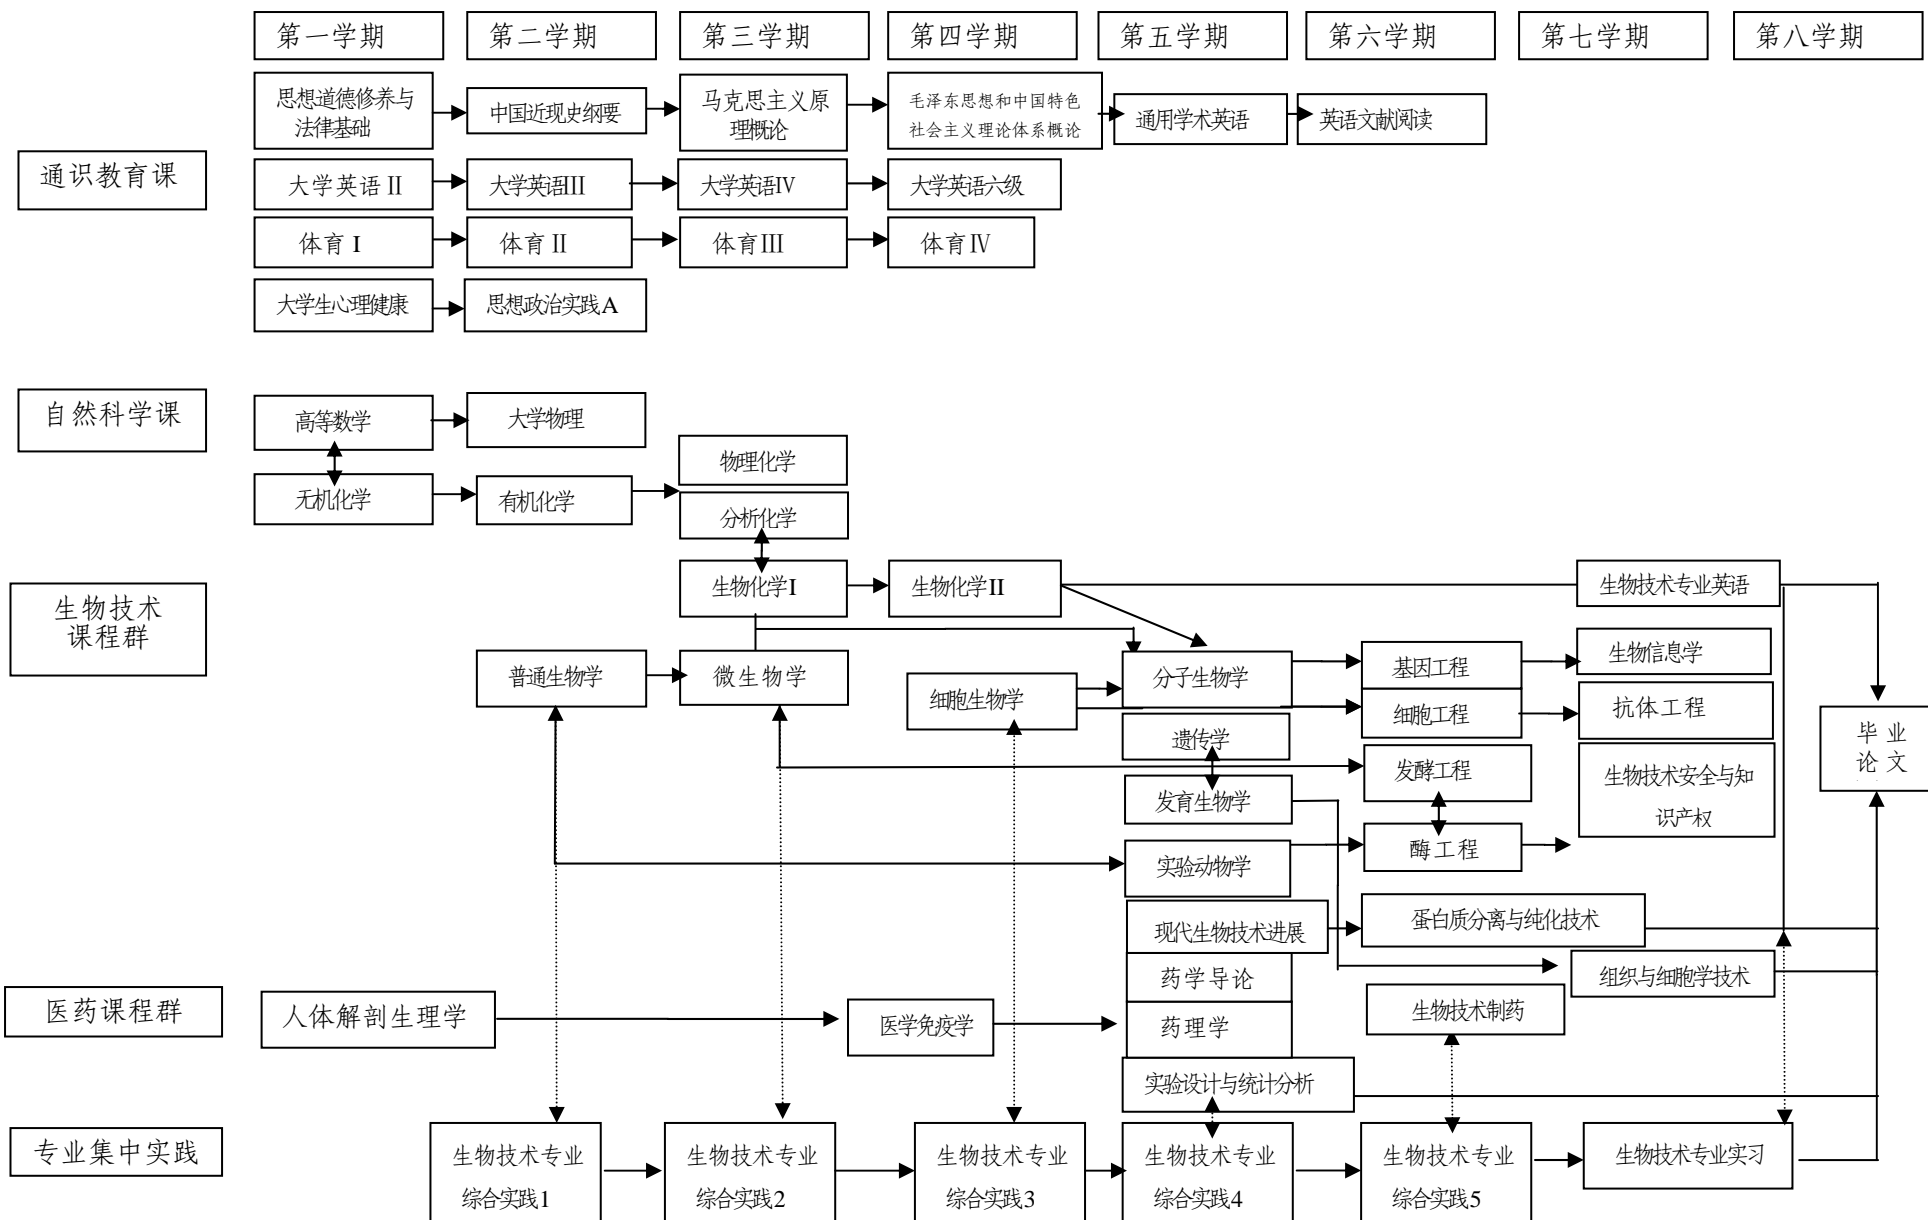 第一学期
第二学期
第三学期
第四学期
第五学期
第六学期
第七学期
第八学期
思想道德修养与
法律基础
中国近现史纲要
马克思主义原
理概论
毛泽东思想和中国特色
社会主义理论体系概论
通用学术英语
英语文献阅读
通识教育课
大学英语 II
大学英语III
大学英语IV
大学英语六级
体育 I
体育 II
体育III
体育IV
大学生心理健康
思想政治实践A
自然科学课
高等数学
大学物理
物理化学
无机化学
有机化学
分析化学
生物技术
课程群
生物化学I
生物化学II
生物技术专业英语
普通生物学
微生物学
细胞生物学
分子生物学
基因工程
生物信息学
细胞工程
抗体工程
遗传学
发酵工程
生物技术安全与知
识产权
毕 业
论 文
发育生物学
实验动物学
酶工程
现代生物技术进展
蛋白质分离与纯化技术
药学导论
组织与细胞学技术
医药课程群
人体解剖生理学
医学免疫学
药理学
生物技术制药
实验设计与统计分析
专业集中实践
生物技术专业
综合实践1
生物技术专业
综合实践2
生物技术专业
综合实践3
生物技术专业
综合实践4
生物技术专业
综合实践5
生物技术专业实习